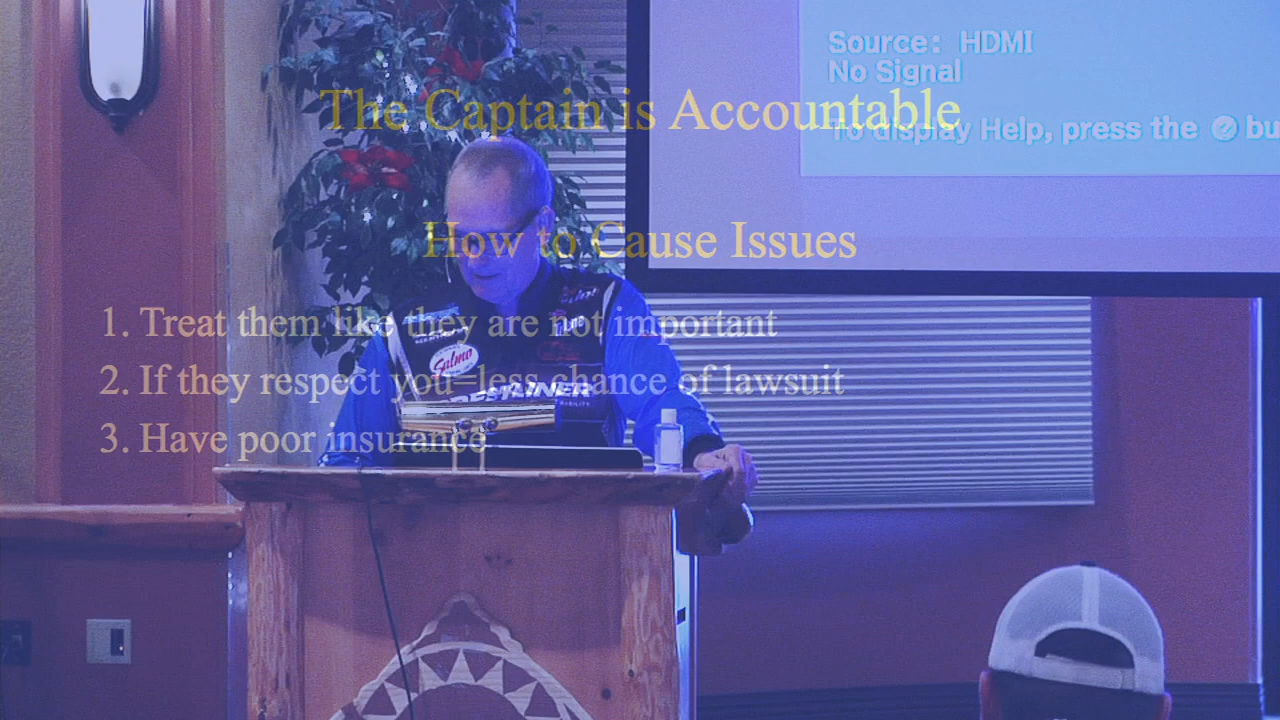 Source: HDMI
No Signal
To display Help, press the
The Captain is Accountable
How to Cause Issues
1. Treat them like they are not important
2. If they respect you=less chance of lawsuit
3. Have poor insurance
Salmo